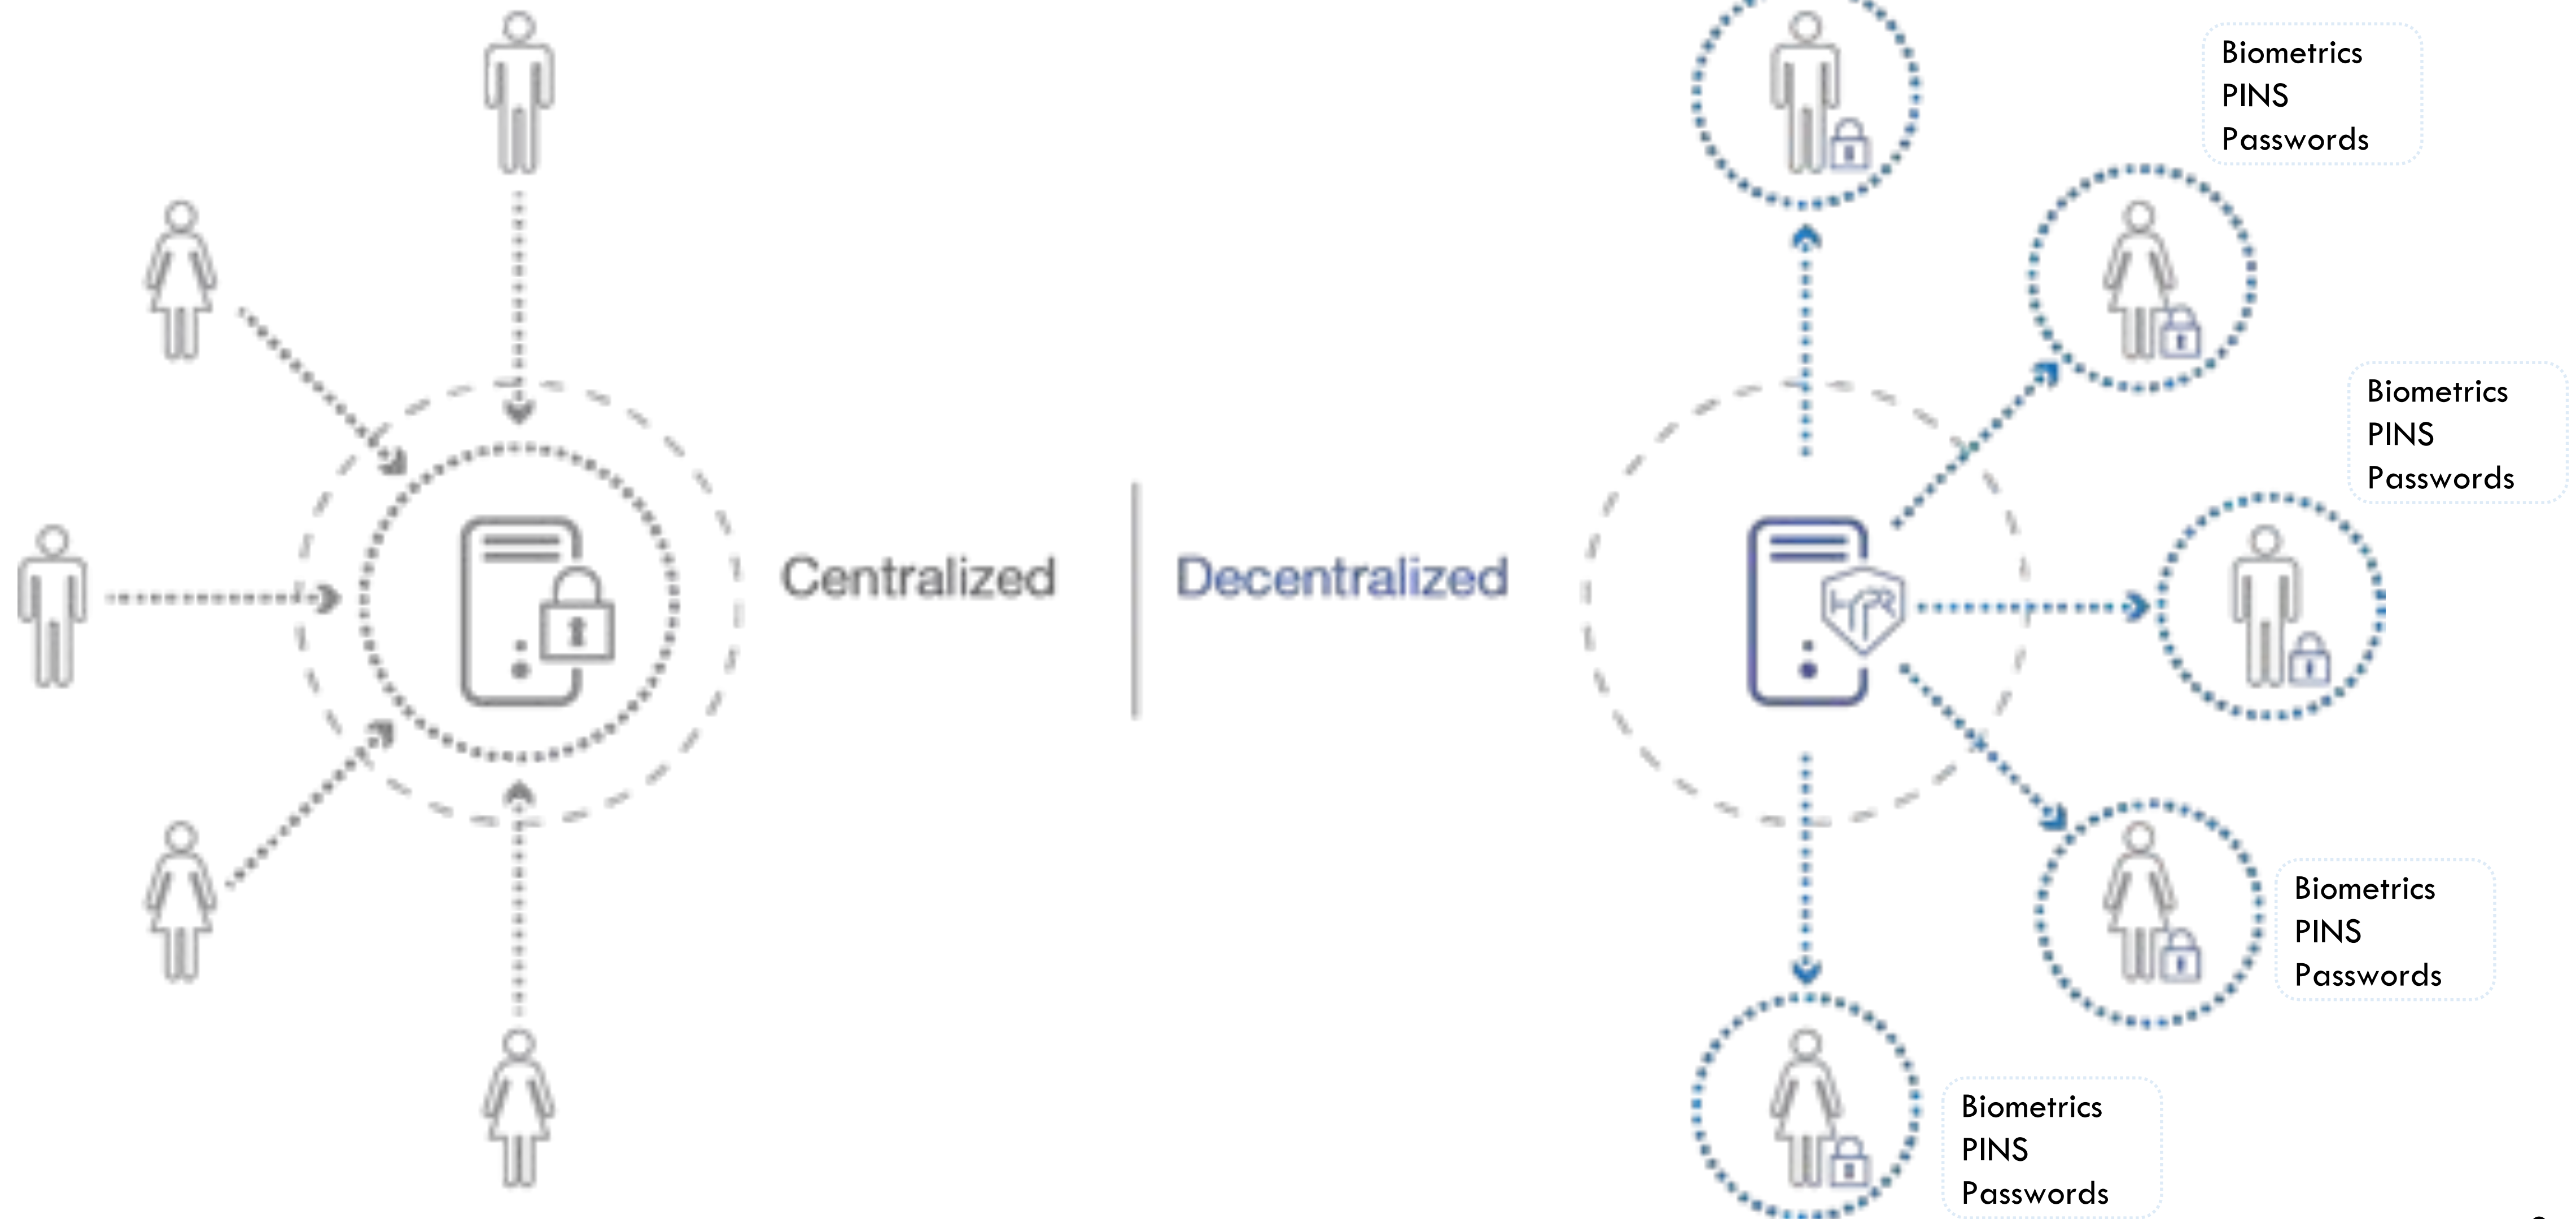 Biometrics
PINS
Passwords
Biometrics
PINS
Passwords
Centralized
Decentralized
Biometrics
PINS
Passwords
Biometrics
PINS
Passwords